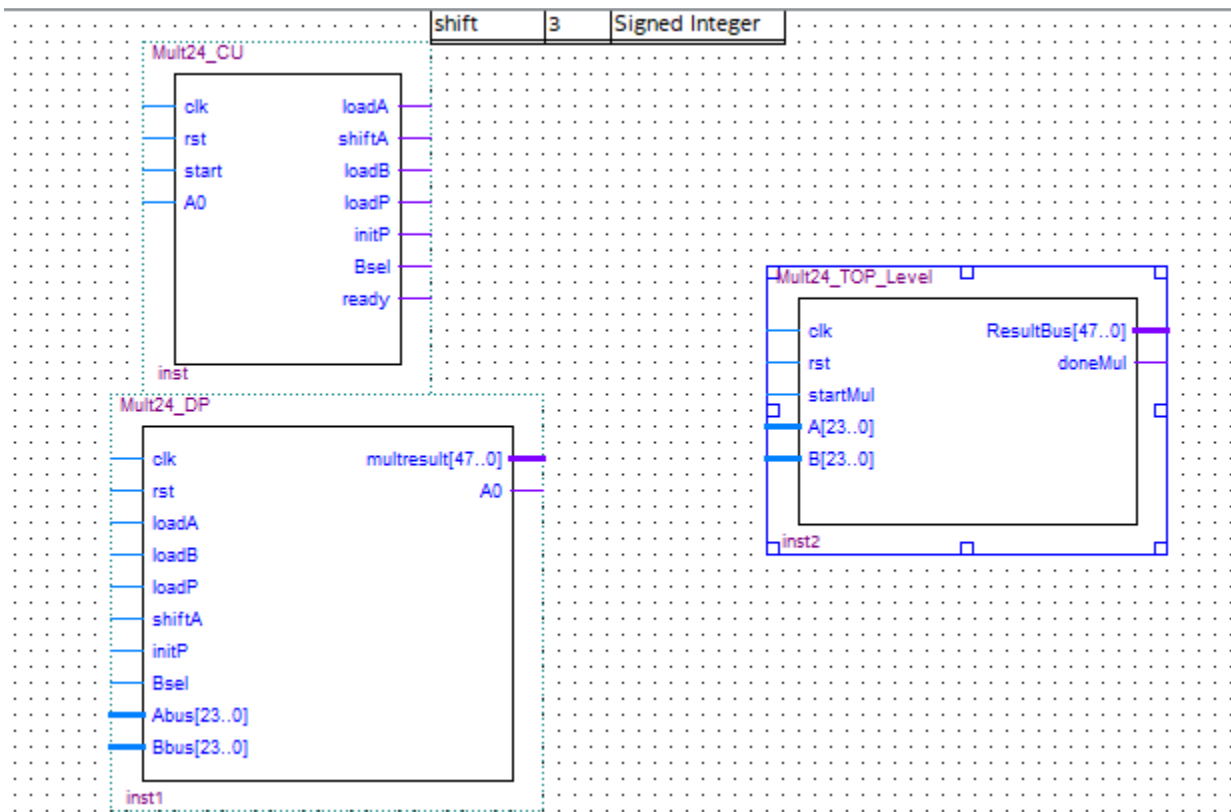 shift 3 Signed Integer
Mult24_CU
clk loadA
rst shiftA
start loadB
A0 loadP
initP
Bsel
ready
inst
Mult24_DP
clk multresult[47..0]
rst A0
loadA
loadB
loadP
shiftA
initP
Bsel
Abus[23..0]
Bbus[23..0]
inst1
Mult24_TOP_Level
clk ResultBus[47..0]
rst doneMul
startMul
A[23..0]
B[23..0]
inst2